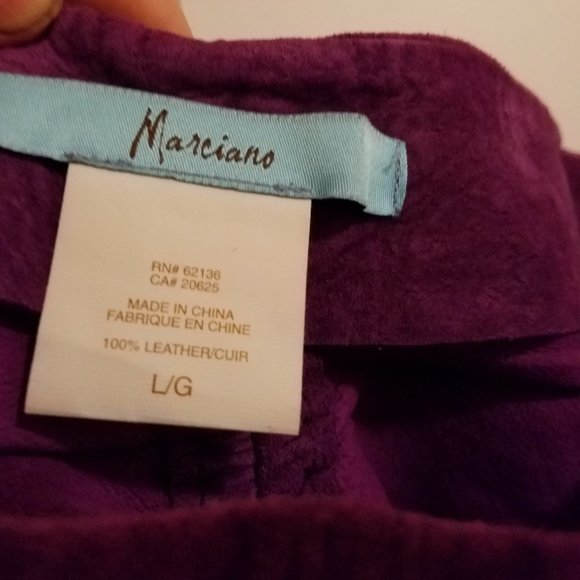 Marciano
RN# 62136
CA# 20625
MADE IN CHINA
FABRIQUE EN CHINE
100% LEATHER/CUIR
L/G